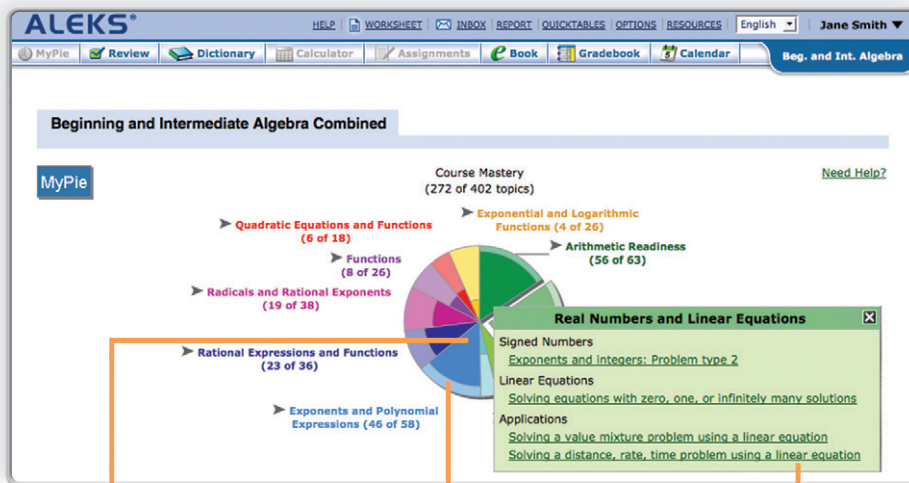 ALEKS®
HELP | WORKSHEET | INBOX | REPORT | QUICKTABLES | OPTIONS | RESOURCES | English | Jane Smith
MyPie Review Dictionary Calculator Assignments eBook Gradebook Calendar Beg. and Int. Algebra
Beginning and Intermediate Algebra Combined
MyPie
Course Mastery
(272 of 402 topics)
Need Help?
Exponential and Logarithmic
Functions (4 of 26)
Quadratic Equations and Functions
(6 of 18)
Arithmetic Readiness
(56 of 63)
Functions
(8 of 26)
Radicals and Rational Exponents
(19 of 38)
Rational Expressions and Functions
(23 of 36)
Exponents and Polynomial
Expressions (46 of 58)
Real Numbers and Linear Equations
Signed Numbers
Exponents and integers: Problem type 2
Linear Equations
Solving equations with zero, one, or infinitely many solutions
Applications
Solving a value mixture problem using a linear equation
Solving a distance, rate, time problem using a linear equation